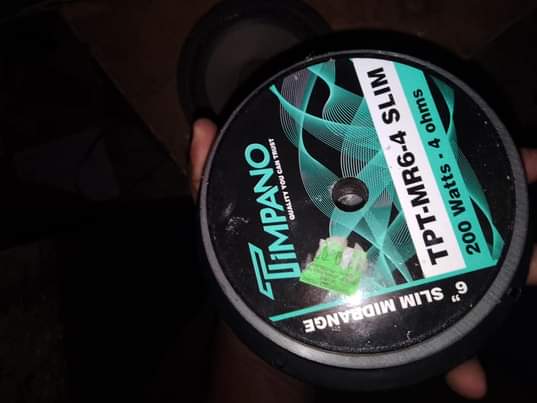 TIMPANO
QUALITY YOU CAN TRUST
TPT-MR6-4 SLIM
200 Watts - 4 ohms
6" SLIM MIDRANGE